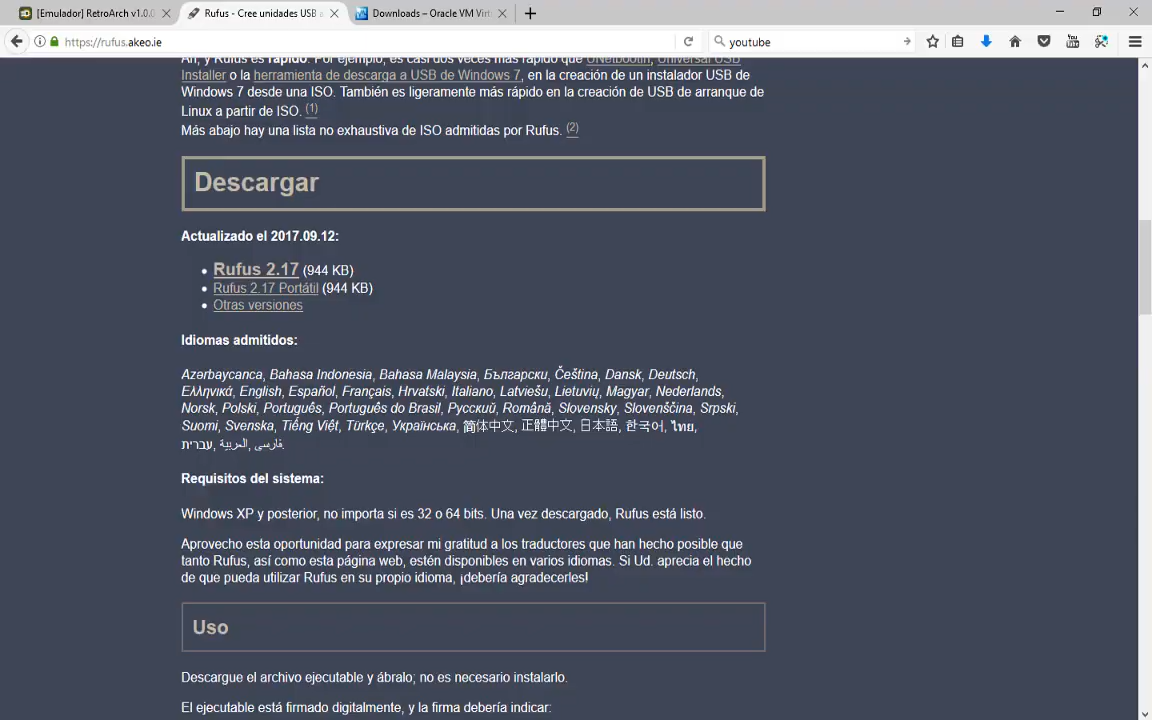 [Emulador] RetroArch v1.0.0
Rufus - Cree unidades USB
Downloads – Oracle VM Virt
https://rufus.akeo.ie
youtube
Ah, y Rufus es rápido. Por ejemplo, es casi dos veces más rápido que UNetbootin, Universal USB
Installer o la herramienta de descarga a USB de Windows 7, en la creación de un instalador USB de
Windows 7 desde una ISO. También es ligeramente más rápido en la creación de USB de arranque de
Linux a partir de ISO. (1)
Más abajo hay una lista no exhaustiva de ISO admitidas por Rufus. (2)
Descargar
Actualizado el 2017.09.12:
• Rufus 2.17 (944 KB)
• Rufus 2.17 Portátil (944 KB)
• Otras versiones
Idiomas admitidos:
Azərbaycanca, Bahasa Indonesia, Bahasa Malaysia, Български, Čeština, Dansk, Deutsch,
Ελληνικά, English, Español, Français, Hrvatski, Italiano, Latviešu, Lietuvių, Magyar, Nederlands,
Norsk, Polski, Português, Português do Brasil, Русский, Română, Slovensky, Slovenščina, Srpski,
Suomi, Svenska, Tiếng Việt, Türkçe, Українська, 简体中文, 正體中文, 日本語, 한국어, ไทย,
עברית, العربية, فارسی.
Requisitos del sistema:
Windows XP y posterior, no importa si es 32 o 64 bits. Una vez descargado, Rufus está listo.
Aprovecho esta oportunidad para expresar mi gratitud a los traductores que han hecho posible que
tanto Rufus, así como esta página web, estén disponibles en varios idiomas. Si Ud. aprecia el hecho
de que pueda utilizar Rufus en su propio idioma, ¡debería agradecerles!
Uso
Descargue el archivo ejecutable y ábralo; no es necesario instalarlo.
El ejecutable está firmado digitalmente, y la firma debería indicar: